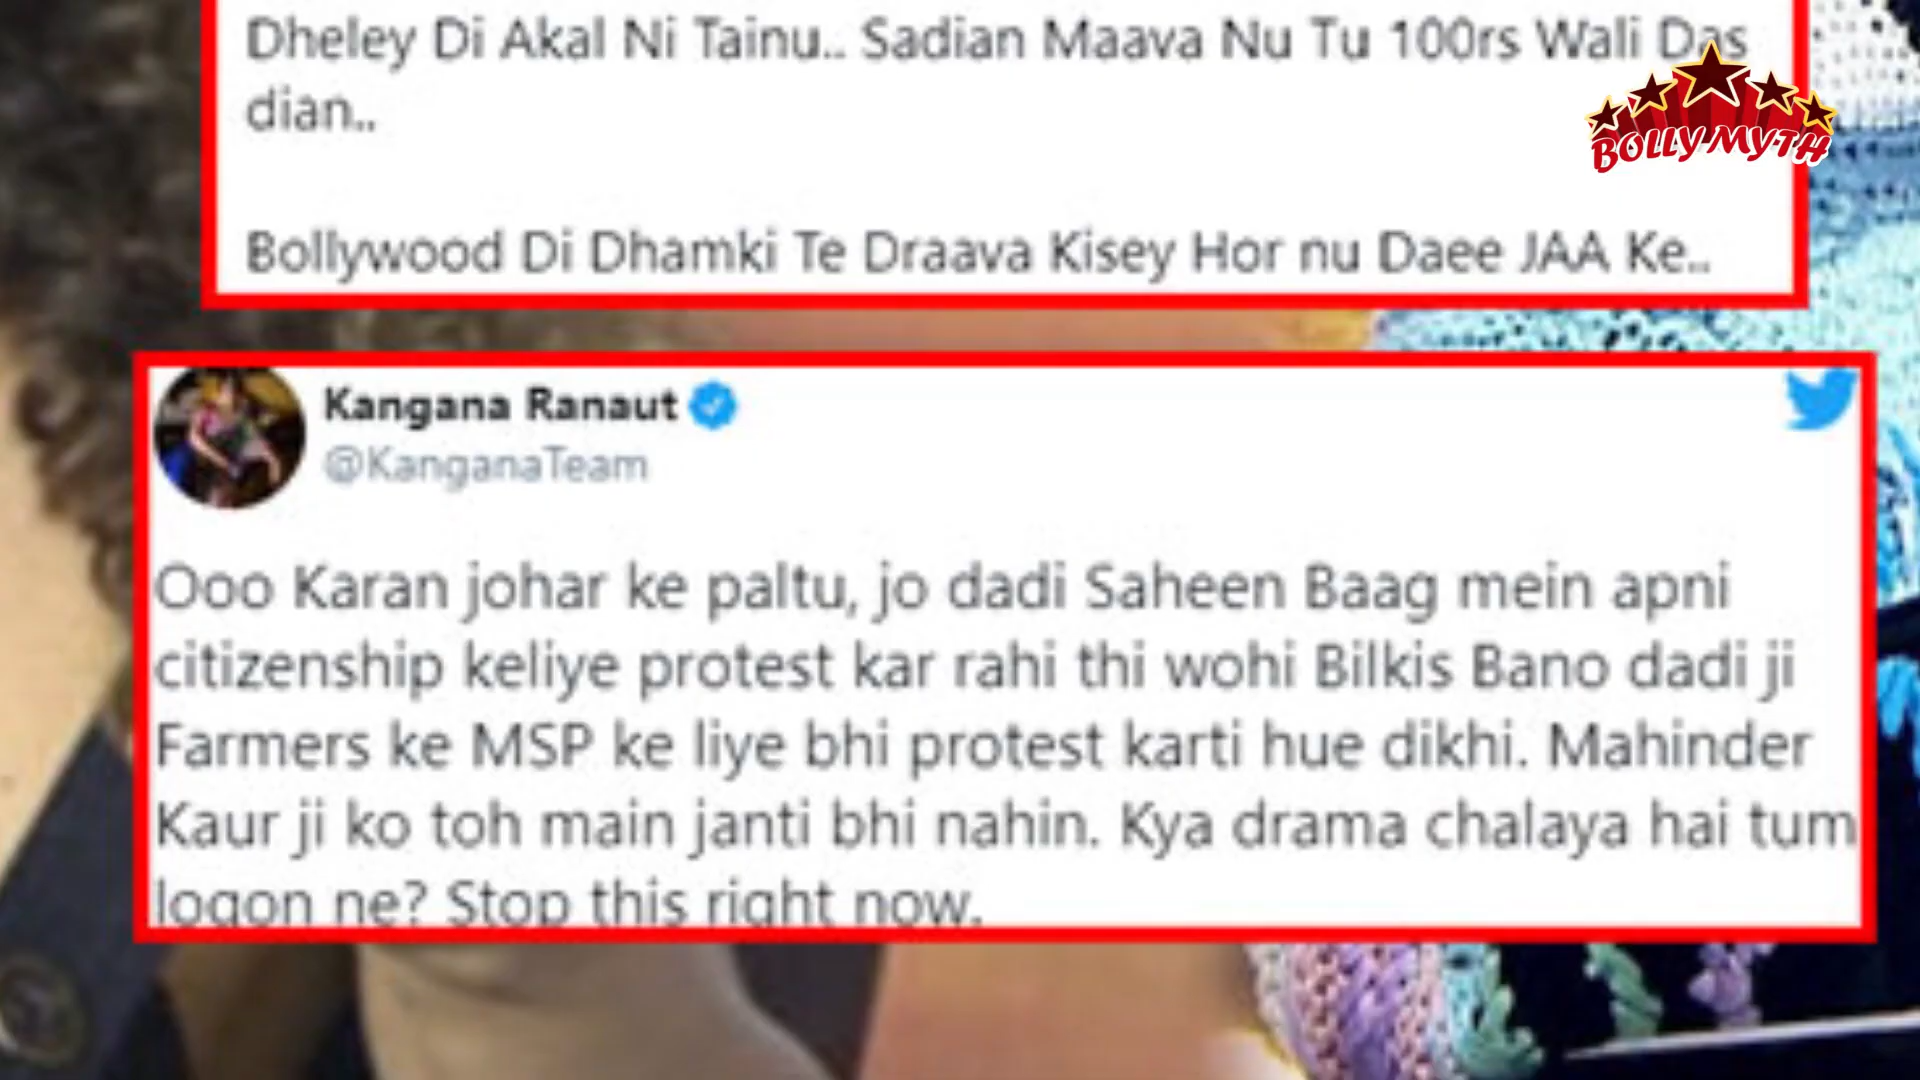 Dheley Di Akal Ni Tainu.. Sadian Maava Nu Tu 100rs Wali Das
dian..
BOLLY MYTH
Bollywood Di Dhamki Te Draava Kisey Hor nu Daee JAA Ke..
Kangana Ranaut
@KanganaTeam
Ooo Karan johar ke paltu, jo dadi Saheen Baag mein apni
citizenship keliye protest kar rahi thi wohi Bilkis Bano dadi ji
Farmers ke MSP ke liye bhi protest karti hue dikhi. Mahinder
Kaur ji ko toh main janti bhi nahin. Kya drama chalaya hai tum
logon ne? Stop this right now.